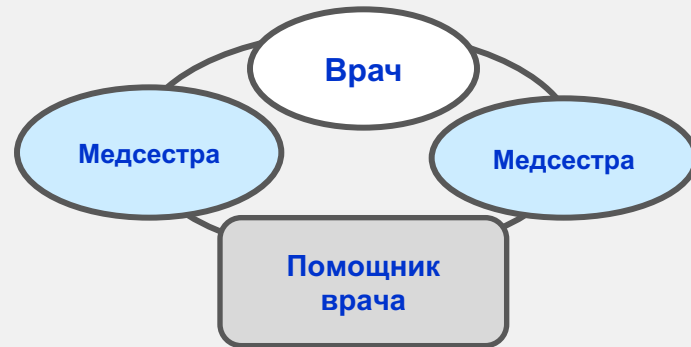 Врач
Медсестра
Медсестра
Помощник
врача